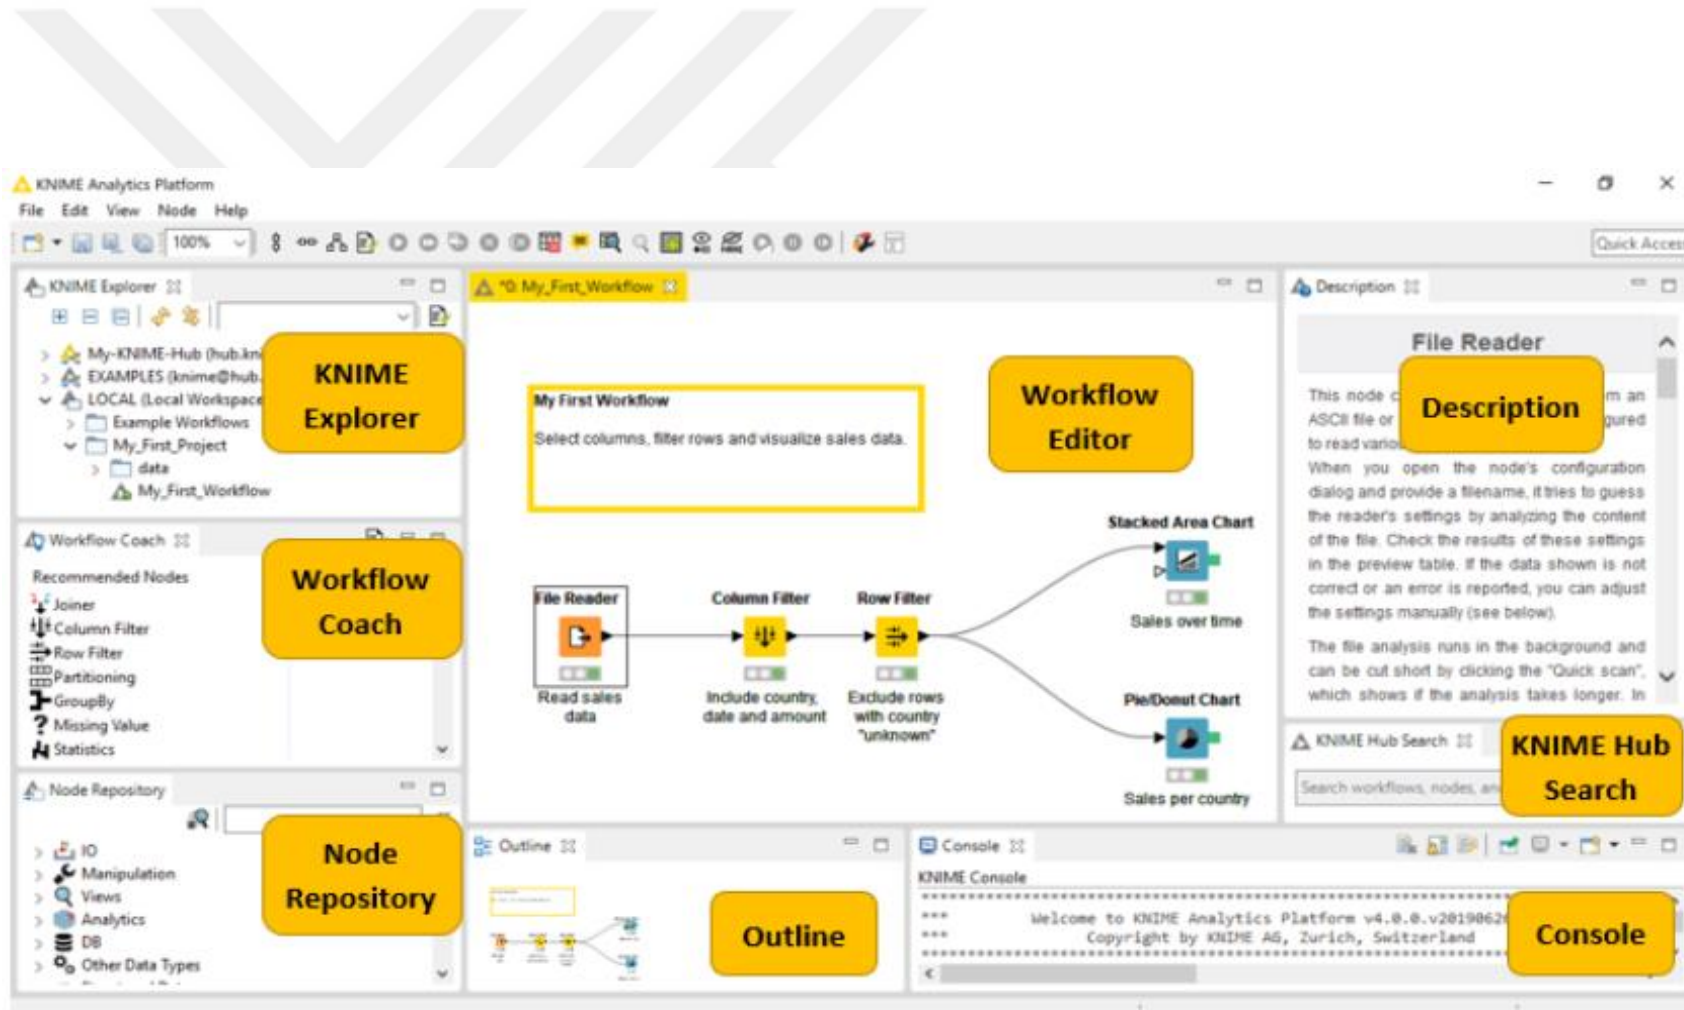 KNIME Analytics Platform
File Edit View Node Help
100%
Quick Access
KNIME Explorer
My-KNIME-Hub (hub.kn
EXAMPLES (knime@hub.
LOCAL (Local Workspace
Example Workflows
My_First_Project
data
My_First_Workflow
KNIME
Explorer
Workflow Coach
Recommended Nodes
Joiner
Column Filter
Row Filter
Partitioning
GroupBy
Missing Value
Statistics
Workflow
Coach
Node Repository
IO
Manipulation
Views
Analytics
DB
Other Data Types
Node
Repository
*0: My_First_Workflow
My First Workflow
Select columns, filter rows and visualize sales data.
Workflow
Editor
File Reader
Read sales
data
Column Filter
Include country,
date and amount
Row Filter
Exclude rows
with country
"unknown"
Stacked Area Chart
Sales over time
Pie/Donut Chart
Sales per country
Outline
Outline
Description
File Reader
This node c m an
ASCII file or gured
to read variou
When you open the node's configuration
dialog and provide a filename, it tries to guess
the reader's settings by analyzing the content
of the file. Check the results of these settings
in the preview table. If the data shown is not
correct or an error is reported, you can adjust
the settings manually (see below).
The file analysis runs in the background and
can be cut short by clicking the "Quick scan",
which shows if the analysis takes longer. In
Description
KNIME Hub Search
Search workflows, nodes, an
KNIME Hub
Search
Console
KNIME Console
*** Welcome to KNIME Analytics Platform v4.0.0.v2019062
*** Copyright by KNIME AG, Zurich, Switzerland
Console